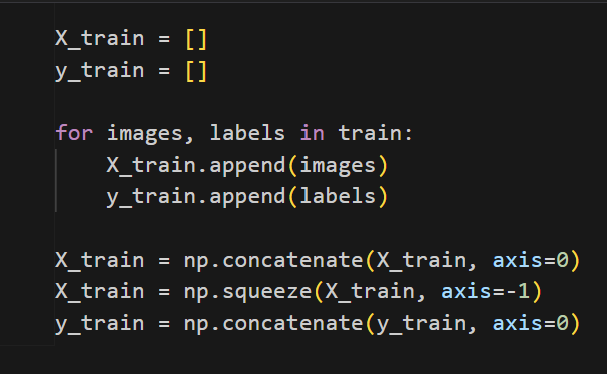 X_train = []
y_train = []
for images, labels in train:
    X_train.append(images)
    y_train.append(labels)
X_train = np.concatenate(X_train, axis=0)
X_train = np.squeeze(X_train, axis=-1)
y_train = np.concatenate(y_train, axis=0)